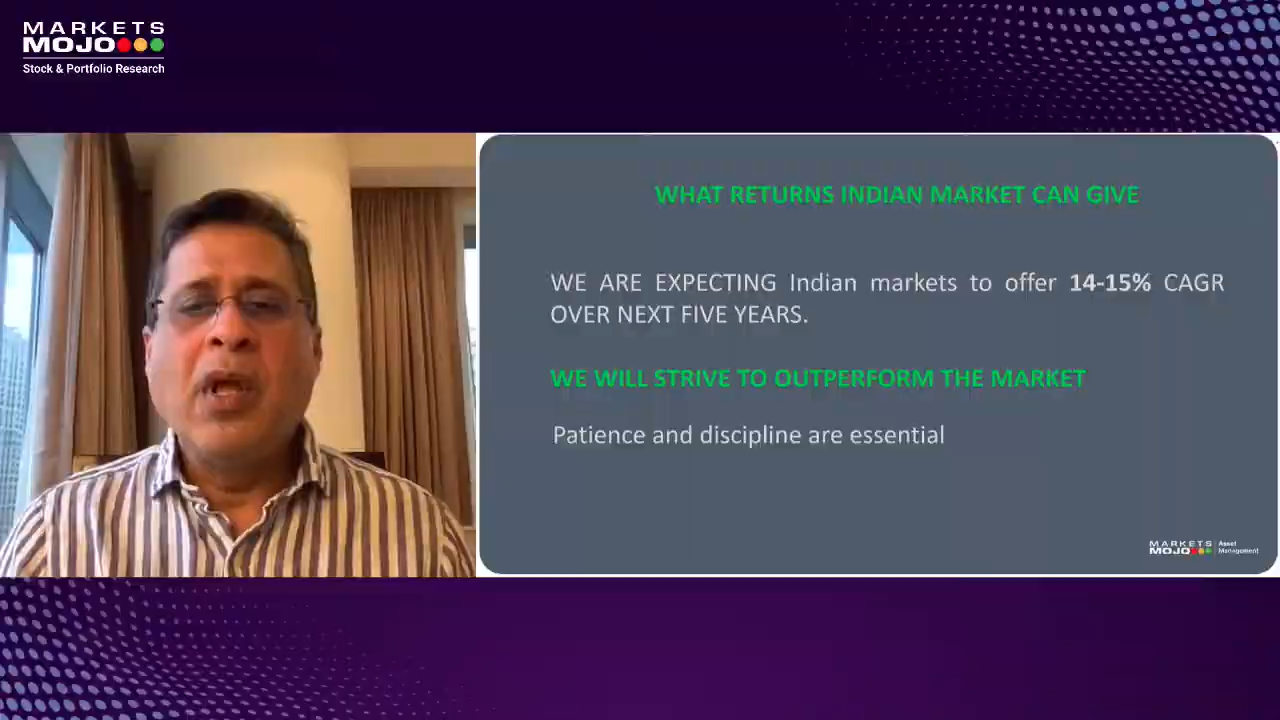 MARKETS
MOJO
Stock & Portfolio Research
WHAT RETURNS INDIAN MARKET CAN GIVE
WE ARE EXPECTING Indian markets to offer 14-15% CAGR
OVER NEXT FIVE YEARS.
WE WILL STRIVE TO OUTPERFORM THE MARKET
Patience and discipline are essential
MARKETS
MOJO
Asset
Management